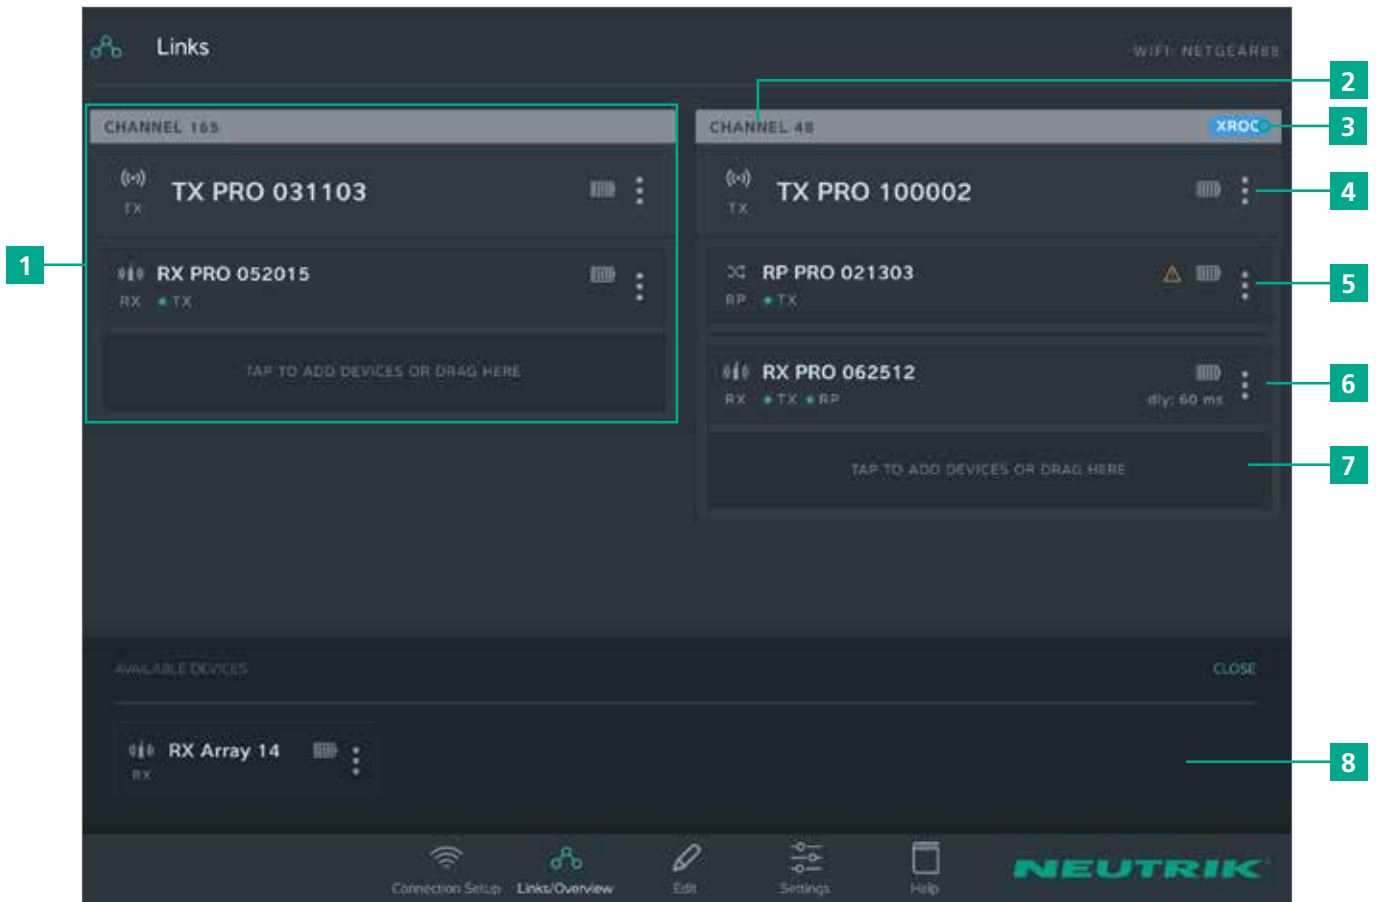 Links
WIFI: NETGEAR88
2
CHANNEL 165
CHANNEL 48
XROC
3
TX PRO 031103
TX
TX PRO 100002
TX
4
1
RX PRO 052015
RX TX
RP PRO 021303
RP TX
5
TAP TO ADD DEVICES OR DRAG HERE
RX PRO 062512
RX TX RP
dly: 60 ms
6
TAP TO ADD DEVICES OR DRAG HERE
7
AVAILABLE DEVICES
CLOSE
RX Array 14
RX
8
Connection Setup
Links/Overview
Edit
Settings
Help
NEUTRIK